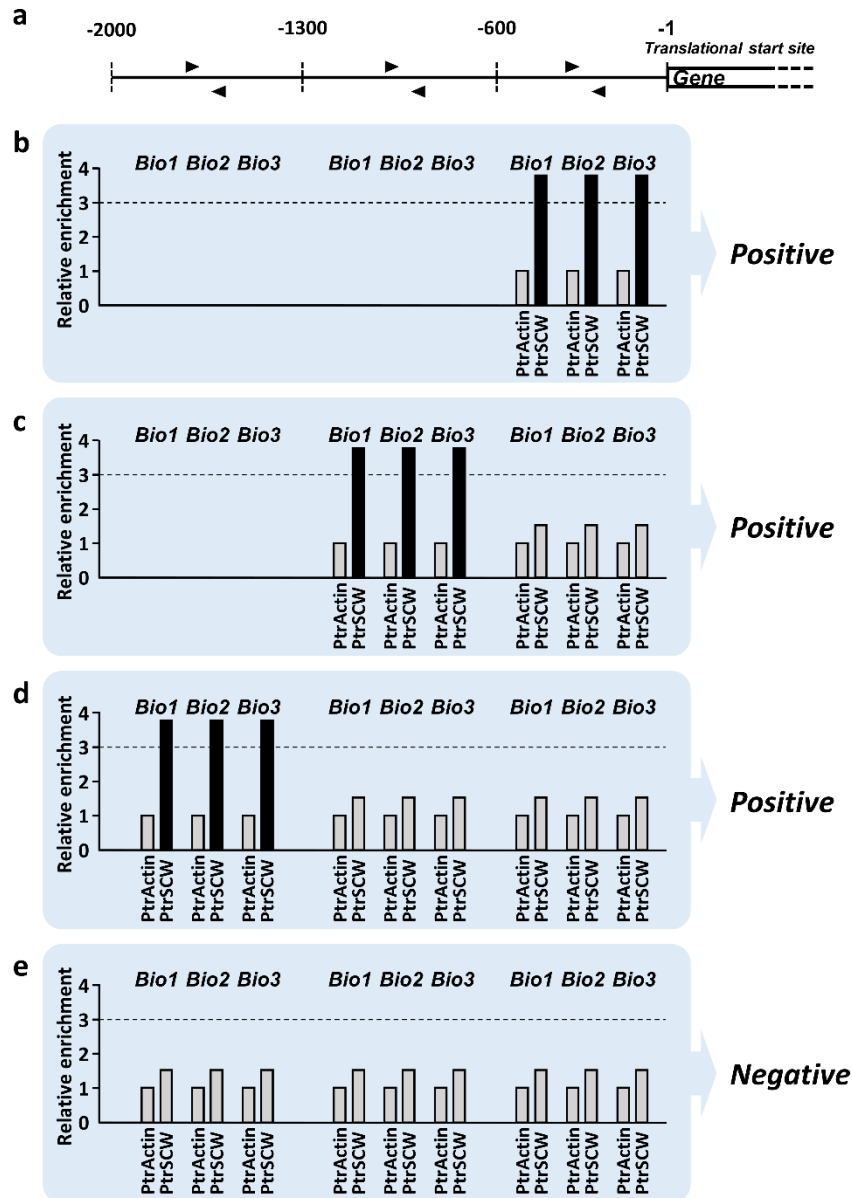 a
-2000 -1300 -600 -1
Translational start site
Gene
b
Bio1 Bio2 Bio3 Bio1 Bio2 Bio3 Bio1 Bio2 Bio3
Relative enrichment
4
3
2
1
0
PtrActin PtrSCW PtrActin PtrSCW PtrActin PtrSCW
Positive
c
Bio1 Bio2 Bio3 Bio1 Bio2 Bio3 Bio1 Bio2 Bio3
Relative enrichment
4
3
2
1
0
PtrActin PtrSCW PtrActin PtrSCW PtrActin PtrSCW PtrActin PtrSCW PtrActin PtrSCW PtrActin PtrSCW
Positive
d
Bio1 Bio2 Bio3 Bio1 Bio2 Bio3 Bio1 Bio2 Bio3
Relative enrichment
4
3
2
1
0
PtrActin PtrSCW PtrActin PtrSCW PtrActin PtrSCW PtrActin PtrSCW PtrActin PtrSCW PtrActin PtrSCW PtrActin PtrSCW PtrActin PtrSCW PtrActin PtrSCW
Positive
e
Bio1 Bio2 Bio3 Bio1 Bio2 Bio3 Bio1 Bio2 Bio3
Relative enrichment
4
3
2
1
0
PtrActin PtrSCW PtrActin PtrSCW PtrActin PtrSCW PtrActin PtrSCW PtrActin PtrSCW PtrActin PtrSCW PtrActin PtrSCW PtrActin PtrSCW PtrActin PtrSCW
Negative